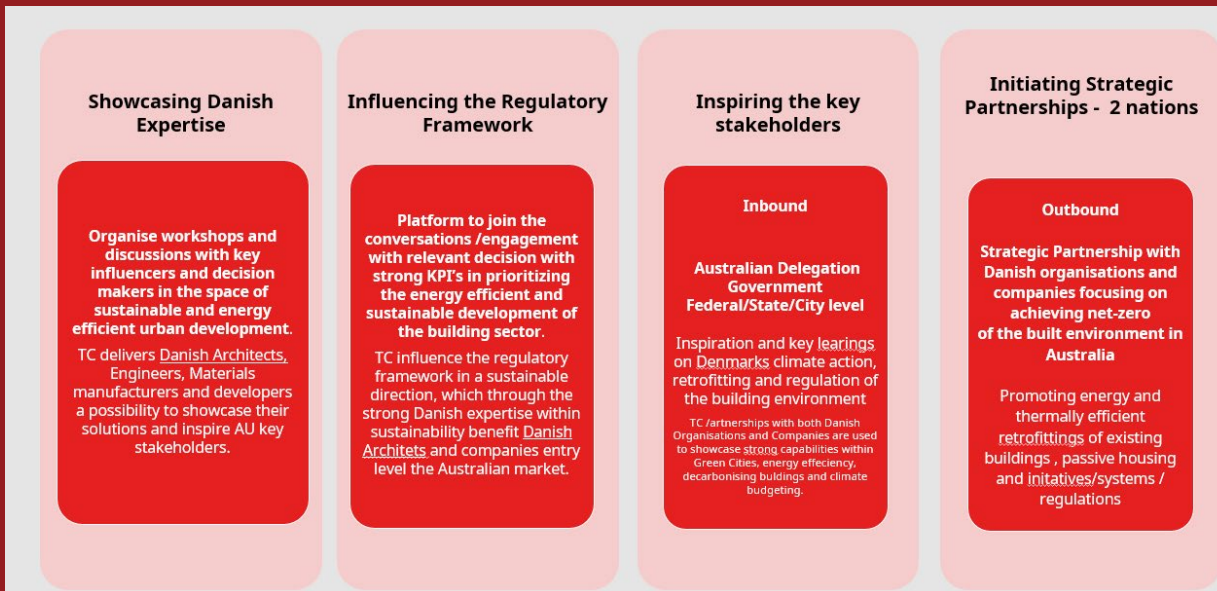 Showcasing Danish
Expertise
Organise workshops and
discussions with key
influencers and decision
makers in the space of
sustainable and energy
efficient urban development.
TC delivers Danish Architects,
Engineers, Materials
manufacturers and developers
a possibility to showcase their
solutions and inspire AU key
stakeholders.
Influencing the Regulatory
Framework
Platform to join the
conversations /engagement
with relevant decision with
strong KPI's in prioritizing
the energy efficient and
sustainable development of
the building sector.
TC influence the regulatory
framework in a sustainable
direction, which through the
strong Danish expertise within
sustainability benefit Danish
Architets and companies entry
level the Australian market.
Inspiring the key
stakeholders
Inbound
Australian Delegation
Government
Federal/State/City level
Inspiration and key learings
on Denmarks climate action,
retrofitting and regulation of
the building environment
TC /artnerships with both Danish
Organisations and Companies are used
to showcase strong capabilities within
Green Cities, energy effeciency,
decarbonising buldings and climate
budgeting.
Initiating Strategic
Partnerships -  2 nations
Outbound
Strategic Partnership with
Danish organisations and
companies focusing on
achieving net-zero
of the built environment in
Australia
Promoting energy and
thermally efficient
retrofittings of existing
buildings , passive housing
and initatives/systems /
regulations